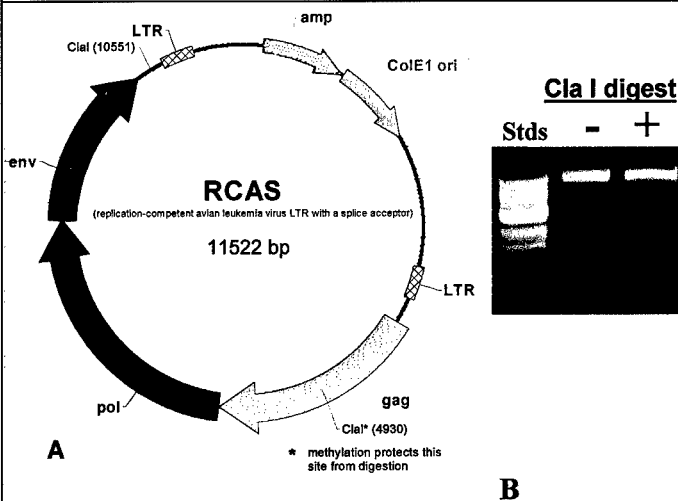 amp
LTR
ClaI (10551)
ColE1 ori
Cla I digest
Stds - +
env
RCAS
(replication-competent avian leukemia virus LTR with a splice acceptor)
11522 bp
LTR
pol
gag
ClaI* (4930)
* methylation protects this
site from digestion
A
B